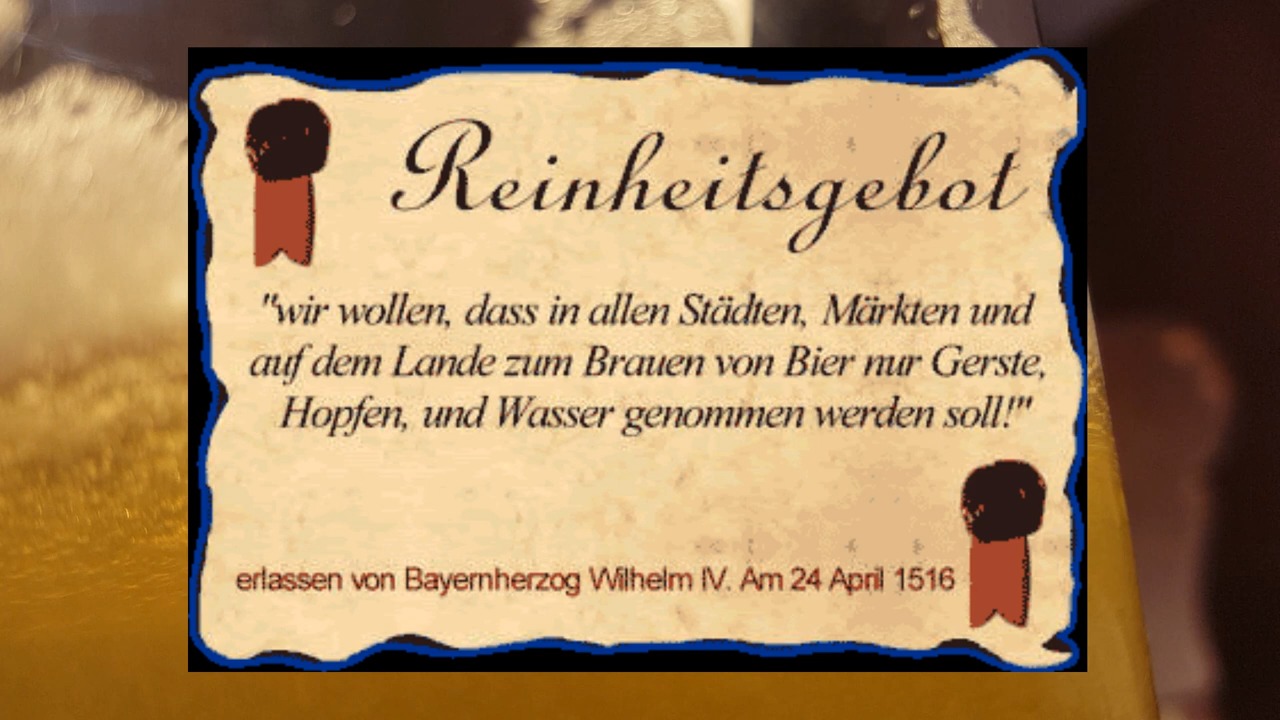 Reinheitsgebot
"wir wollen, dass in allen Städten, Märkten und
auf dem Lande zum Brauen von Bier nur Gerste,
Hopfen, und Wasser genommen werden soll!"
erlassen von Bayernherzog Wilhelm IV. Am 24 April 1516